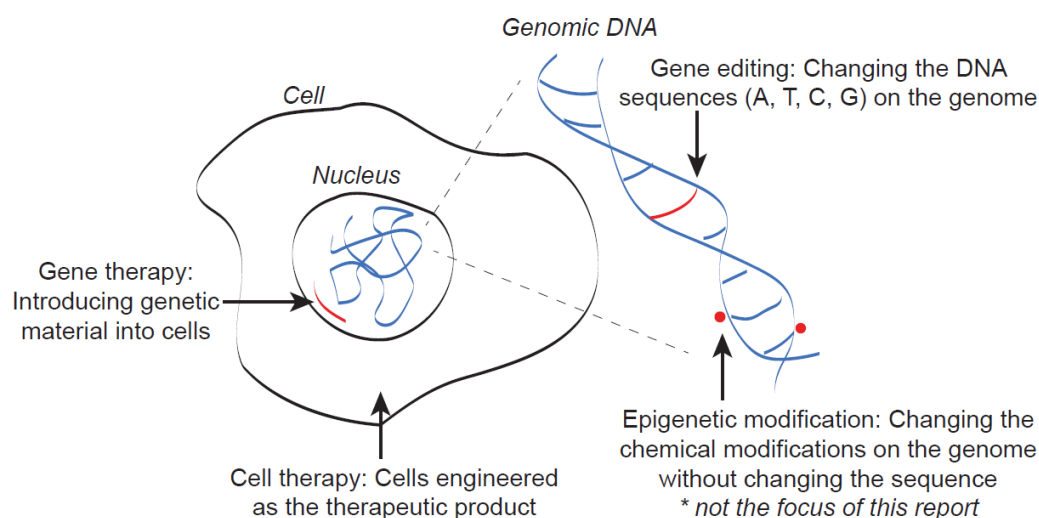 Genomic DNA
Gene editing: Changing the DNA
sequences (A, T, C, G) on the genome
Cell
Nucleus
Gene therapy:
Introducing genetic
material into cells
Epigenetic modification: Changing the
chemical modifications on the genome
without changing the sequence
* not the focus of this report
Cell therapy: Cells engineered
as the therapeutic product